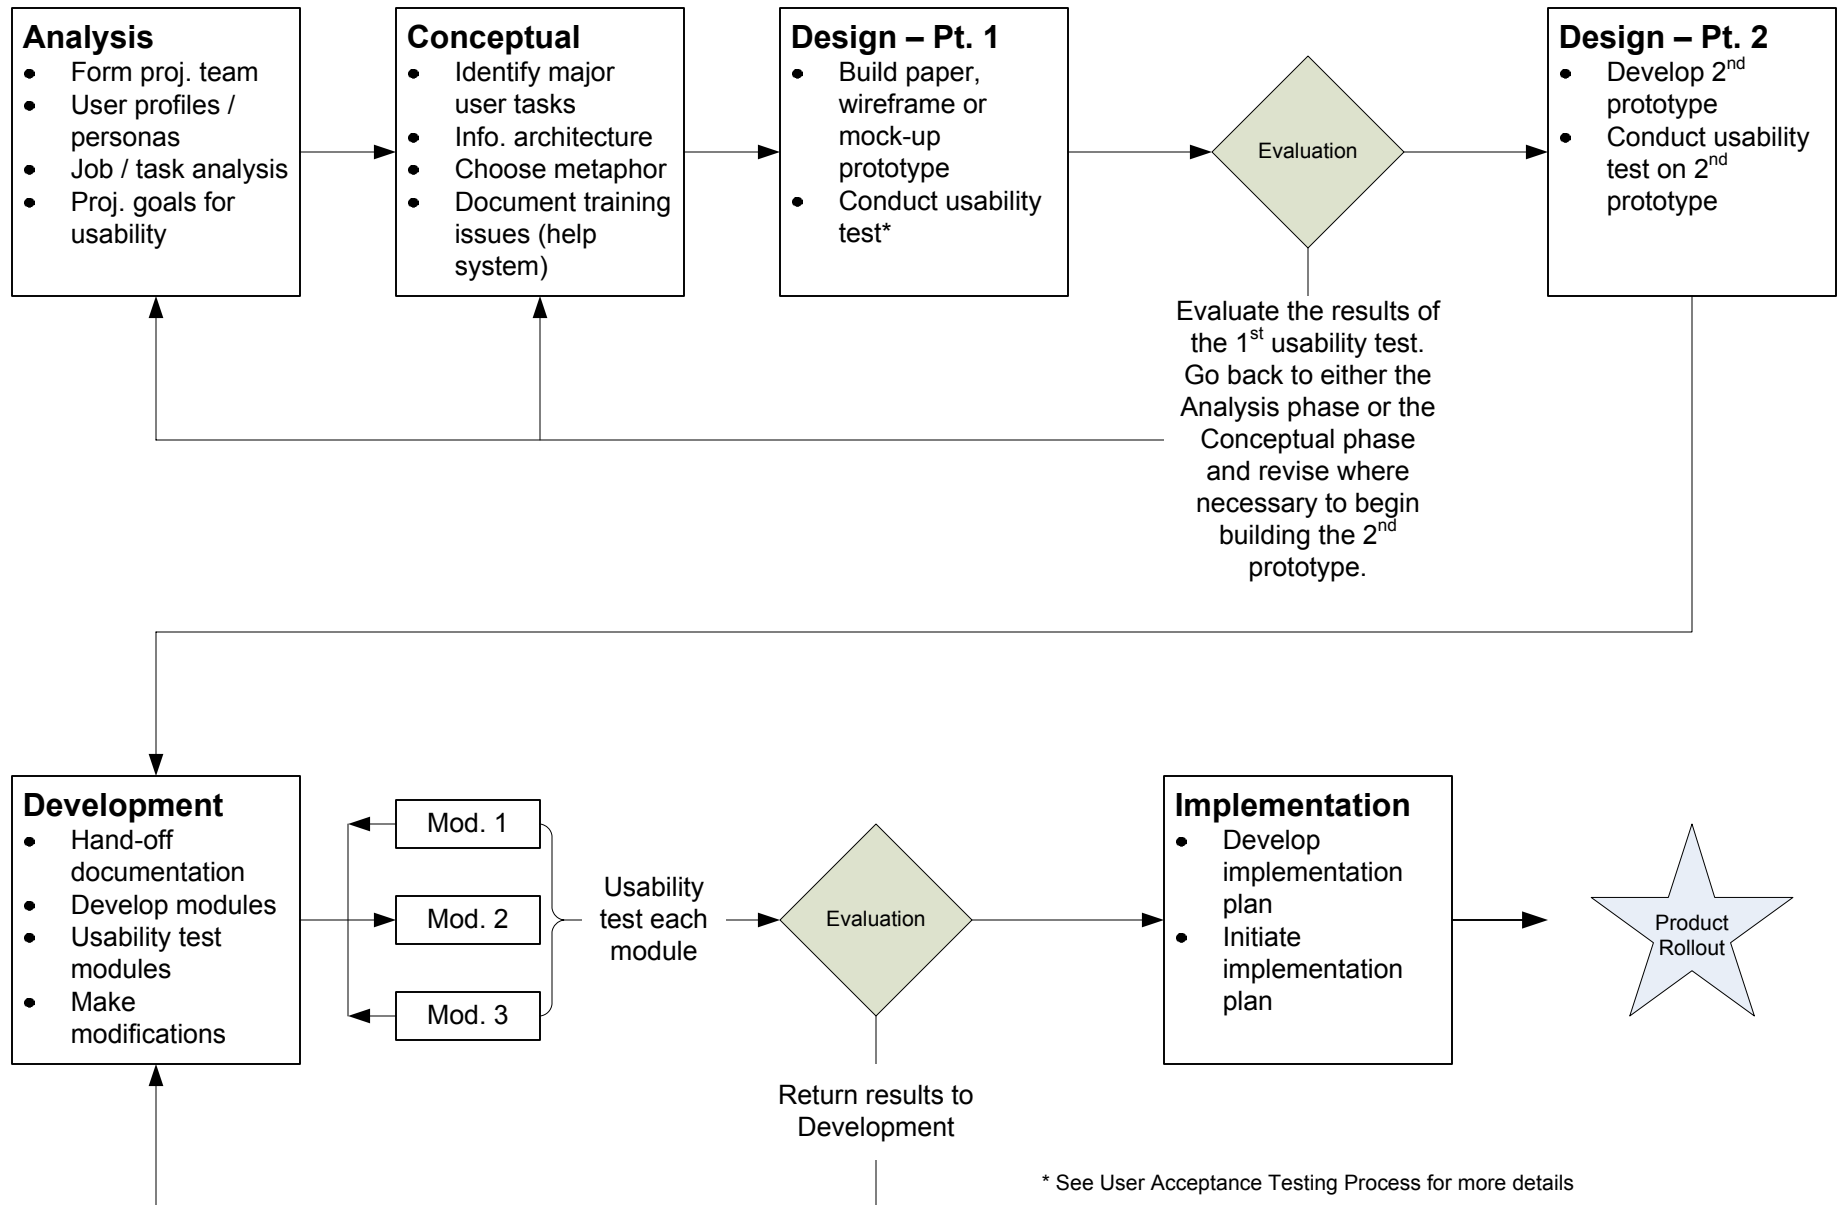 Analysis
• Form proj. team
• User profiles /
personas
• Job / task analysis
• Proj. goals for
usability
Conceptual
• Identify major
user tasks
• Info. architecture
• Choose metaphor
• Document training
issues (help
system)
Design – Pt. 1
• Build paper,
wireframe or
mock-up
prototype
• Conduct usability
test*
Evaluation
Evaluate the results of
the 1st usability test.
Go back to either the
Analysis phase or the
Conceptual phase
and revise where
necessary to begin
building the 2nd
prototype.
Design – Pt. 2
• Develop 2nd
prototype
• Conduct usability
test on 2nd
prototype
Development
• Hand-off
documentation
• Develop modules
• Usability test
modules
• Make
modifications
Mod. 1
Mod. 2
Mod. 3
Usability
test each
module
Evaluation
Return results to
Development
Implementation
• Develop
implementation
plan
• Initiate
implementation
plan
Product
Rollout
* See User Acceptance Testing Process for more details